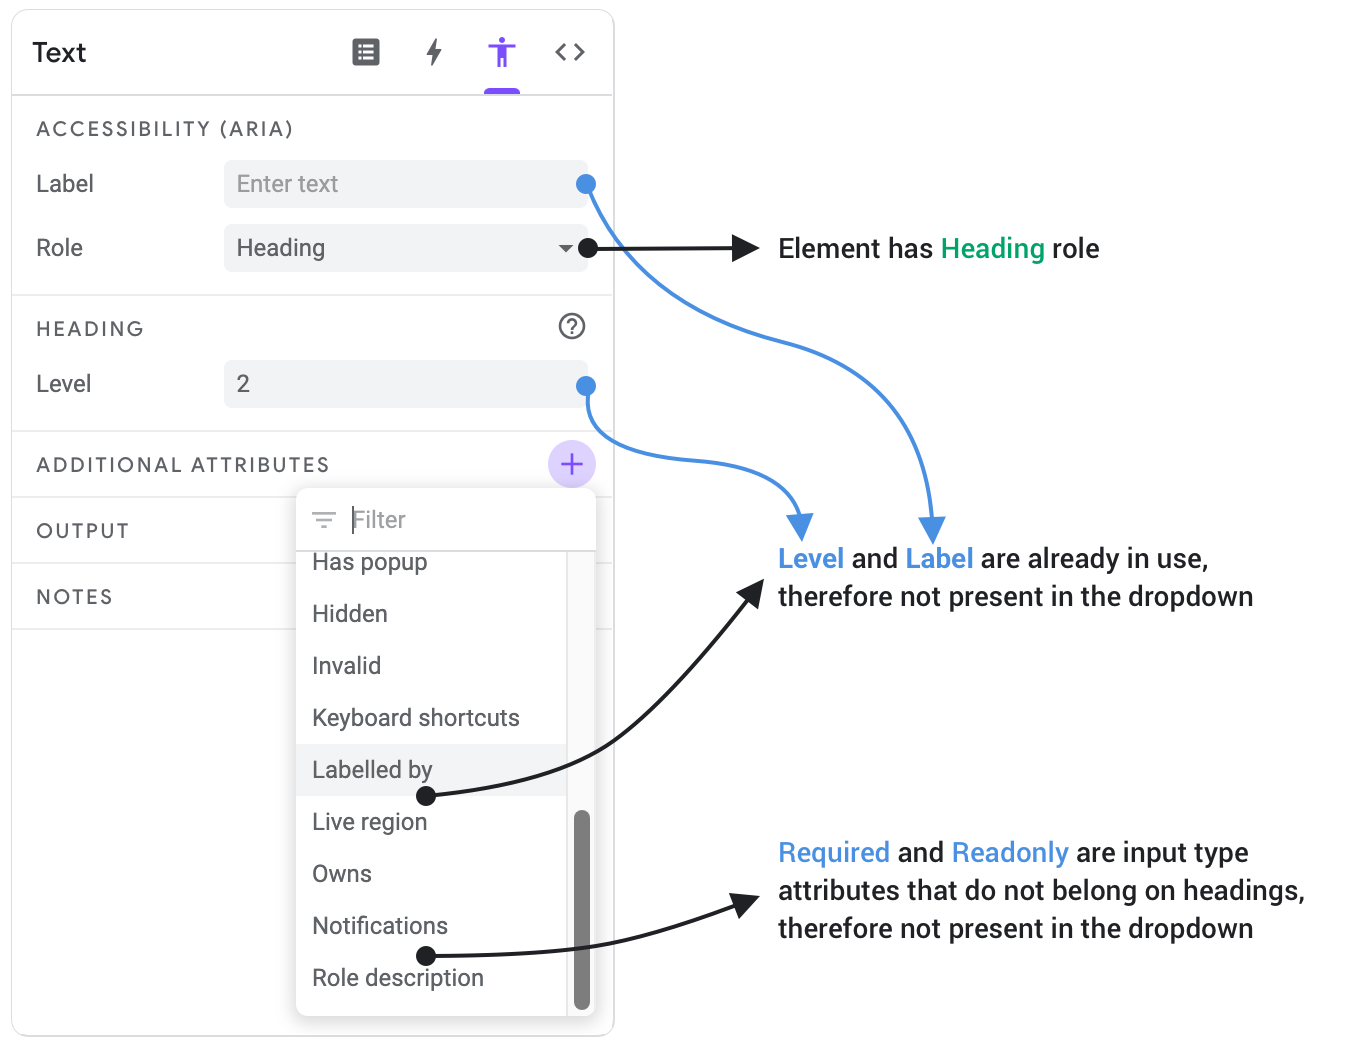 Text
ACCESSIBILITY (ARIA)
Label
Enter text
Role
Heading
Element has Heading role
HEADING
Level
2
ADDITIONAL ATTRIBUTES
OUTPUT
NOTES
Filter
Has popup
Hidden
Invalid
Keyboard shortcuts
Labelled by
Live region
Owns
Notifications
Role description
Level and Label are already in use,
therefore not present in the dropdown
Required and Readonly are input type
attributes that do not belong on headings,
therefore not present in the dropdown